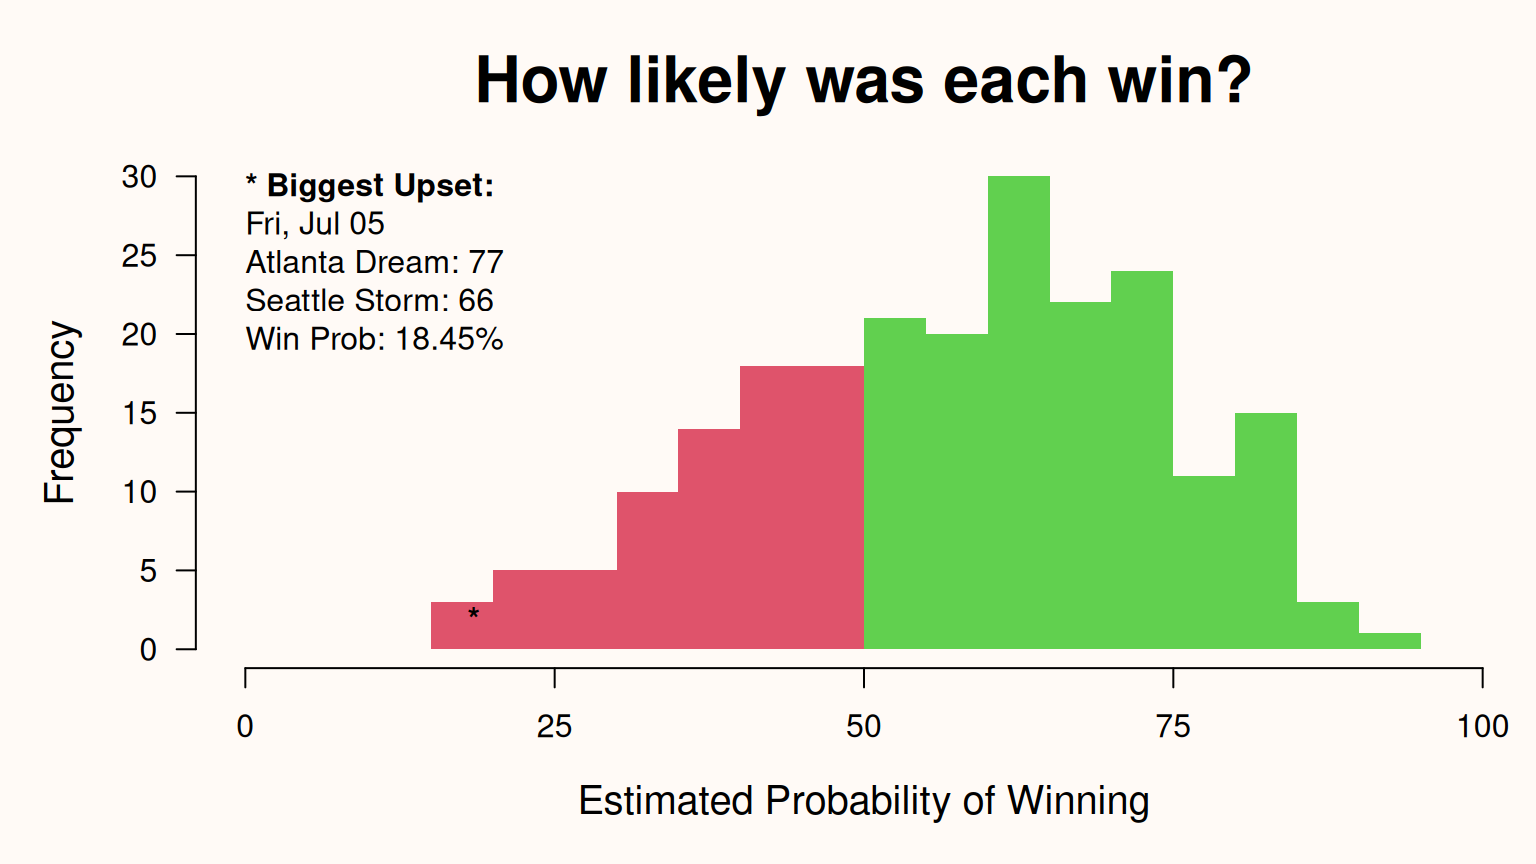 How likely was each win?
* Biggest Upset:
Fri, Jul 05
Atlanta Dream: 77
Seattle Storm: 66
Win Prob: 18.45%
Frequency
30
25
20
15
10
5
0
*
0 25 50 75 100
Estimated Probability of Winning